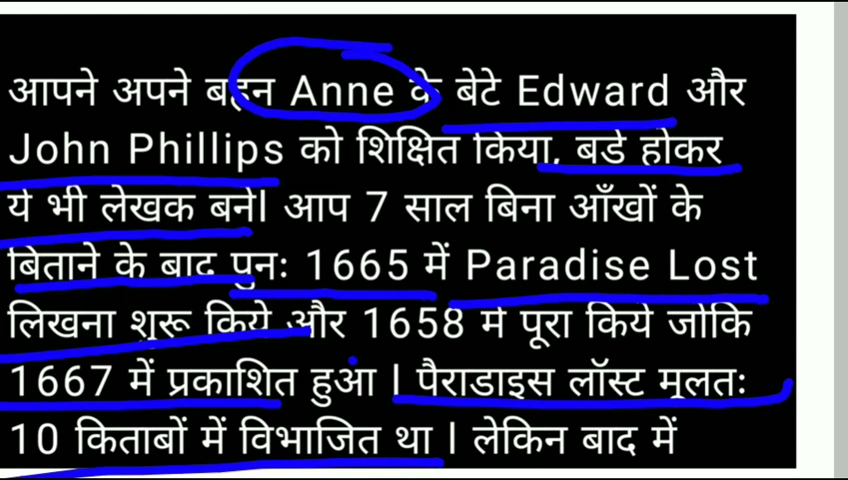 आपने अपने बहन Anne के बेटे Edward और
John Phillips को शिक्षित किया, बडे होकर
ये भी लेखक बने। आप 7 साल बिना आँखों के
बिताने के बाद पुनः 1665 में Paradise Lost
लिखना शुरू किये और 1658 में पूरा किये जोकि
1667 में प्रकाशित हुआ । पैराडाइस लॉस्ट मूलतः
10 किताबों में विभाजित था । लेकिन बाद में